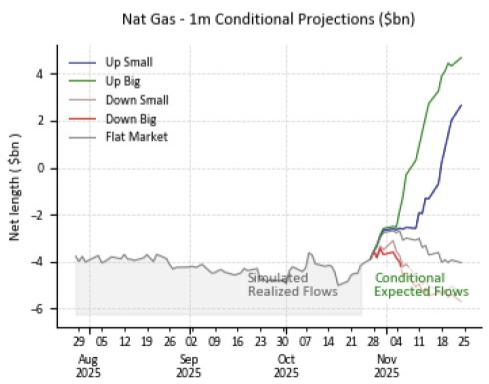 Nat Gas - 1m Conditional Projections ($bn)
Net length ( $bn )
4
2
0
−2
−4
−6
Up Small
Up Big
Down Small
Down Big
Flat Market
Simulated
Realized Flows
Conditional
Expected Flows
29 05 12 19 26 02 09 16 23 30 07 14 21 28 04 11 18 25
Aug Sep Oct Nov
2025 2025 2025 2025